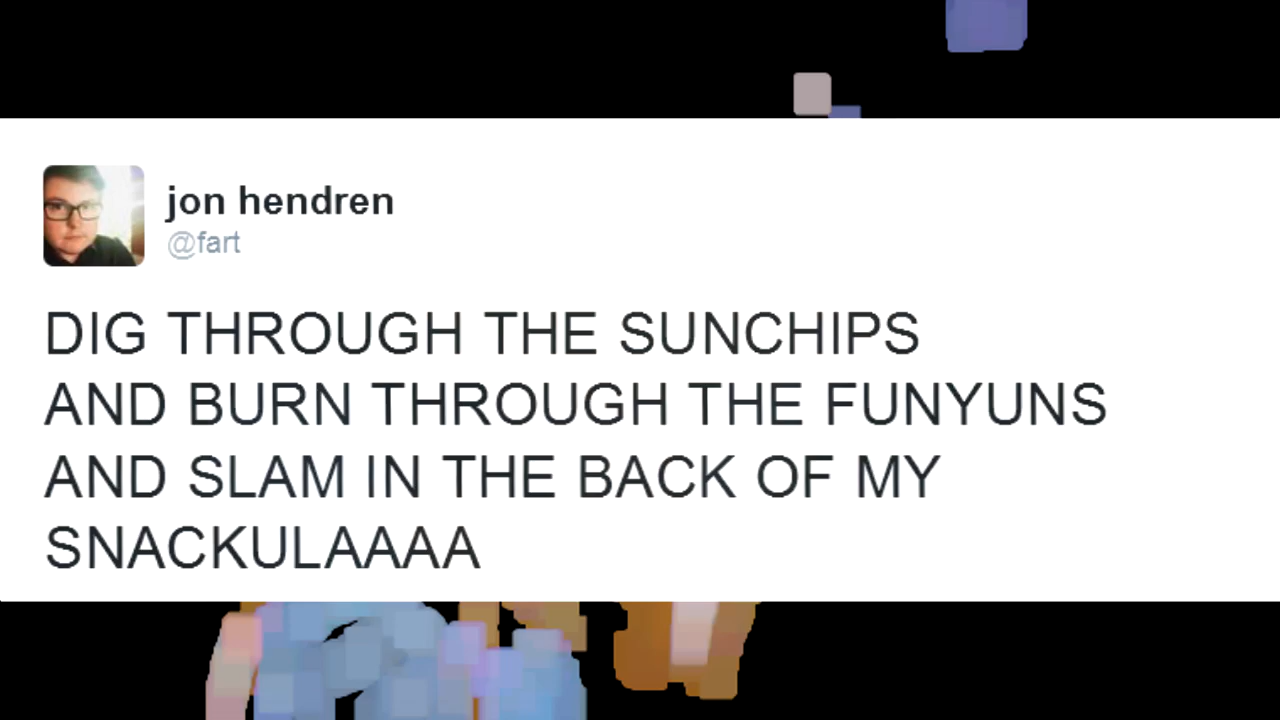 jon hendren
@fart
DIG THROUGH THE SUNCHIPS
AND BURN THROUGH THE FUNYUNS
AND SLAM IN THE BACK OF MY
SNACKULAAAA